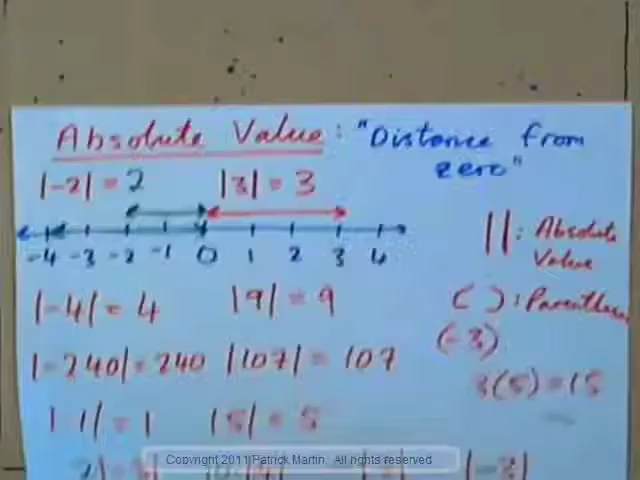 Absolute Value: "Distance from zero"
|-2| = 2 |3| = 3
-4 -3 -2 -1 0 1 2 3 4
|| : Absolute Value
|-4| = 4 |9| = 9
( ) : Parentheses
(-3)
|-240| = 240 |107| = 107
3(5) = 15
|-1| = 1 |5| = 5
Copyright 2011 Patrick Martin. All rights reserved